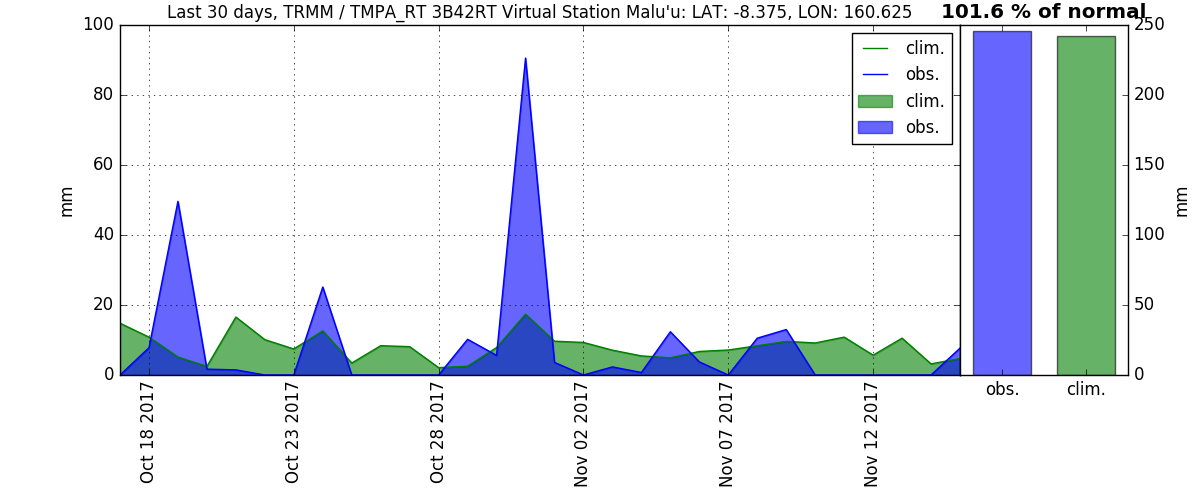 Last 30 days, TRMM / TMPA_RT 3B42RT Virtual Station Malu'u: LAT: -8.375, LON: 160.625
101.6 % of normal
100
80
60
40
20
0
mm
clim.
obs.
clim.
obs.
250
200
150
100
50
0
mm
Oct 18 2017
Oct 23 2017
Oct 28 2017
Nov 02 2017
Nov 07 2017
Nov 12 2017
obs.
clim.